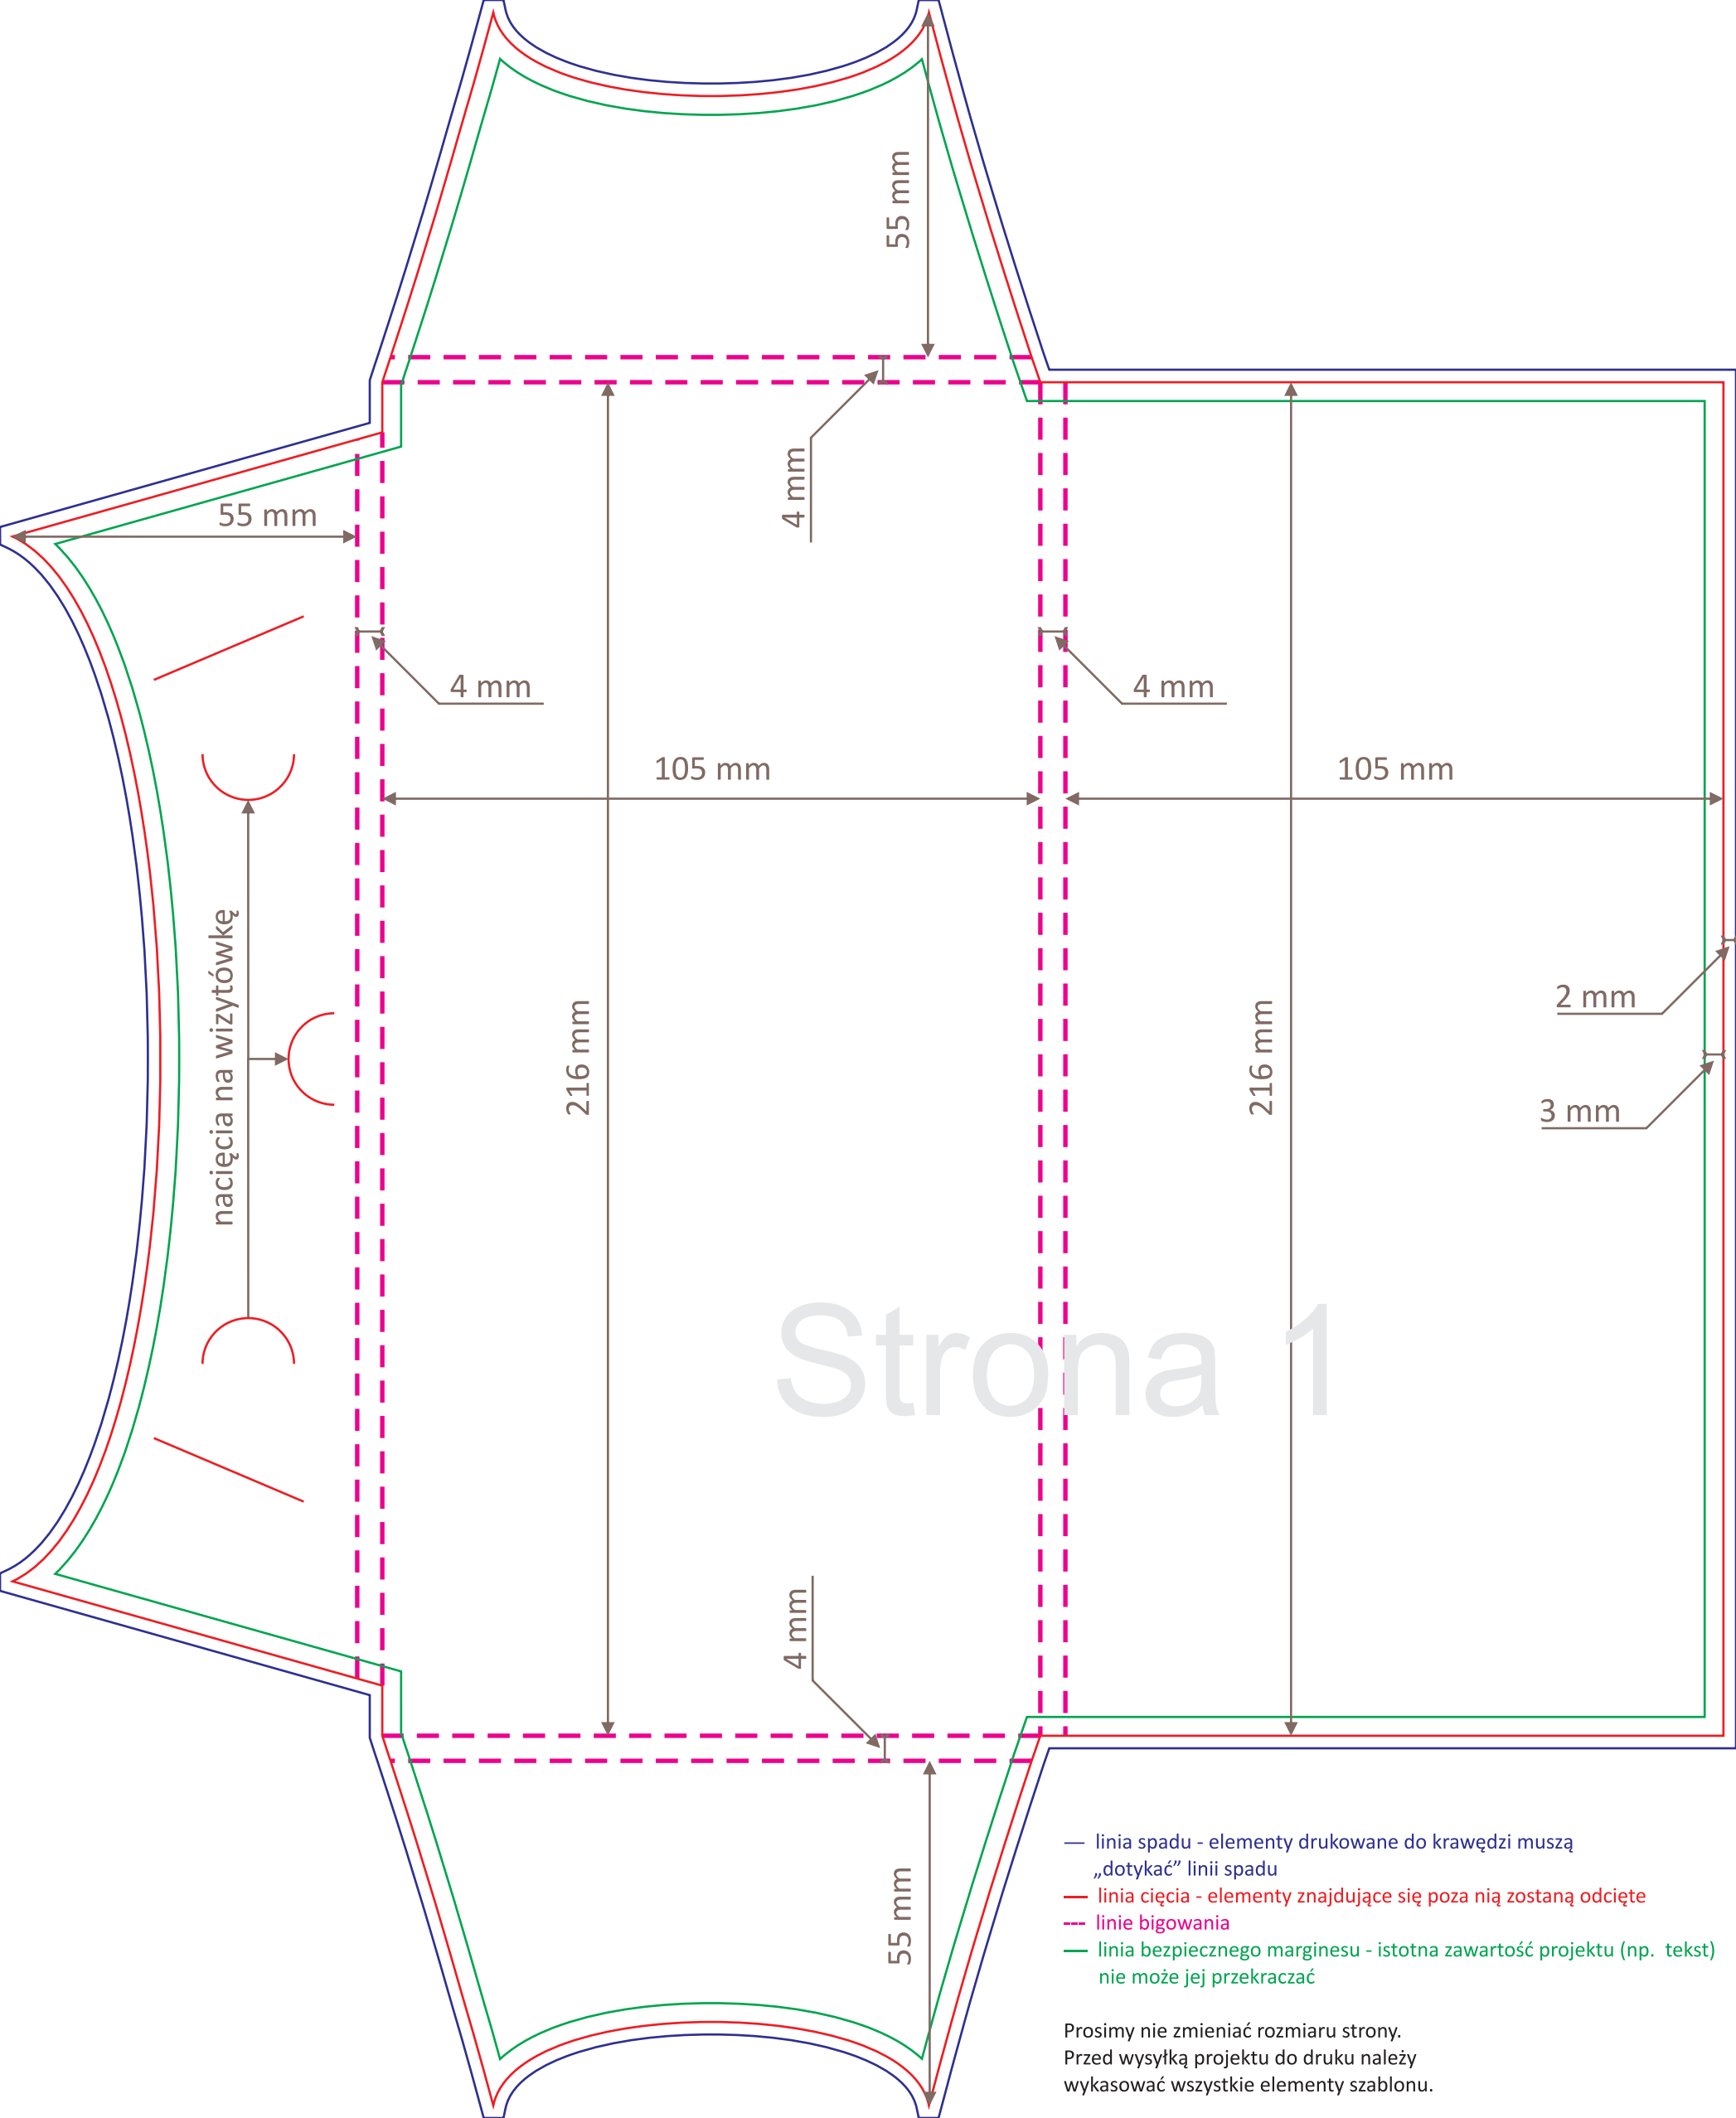 55 mm
4 mm
55 mm
4 mm
4 mm
105 mm
105 mm
nacięcia na wizytówkę
216 mm
216 mm
2 mm
3 mm
Strona 1
4 mm
55 mm
— linia spadu - elementy drukowane do krawędzi muszą
„dotykać” linii spadu
— linia cięcia - elementy znajdujące się poza nią zostaną odcięte
--- linie bigowania
— linia bezpiecznego marginesu - istotna zawartość projektu (np. tekst)
nie może jej przekraczać
Prosimy nie zmieniać rozmiaru strony.
Przed wysyłką projektu do druku należy
wykasować wszystkie elementy szablonu.